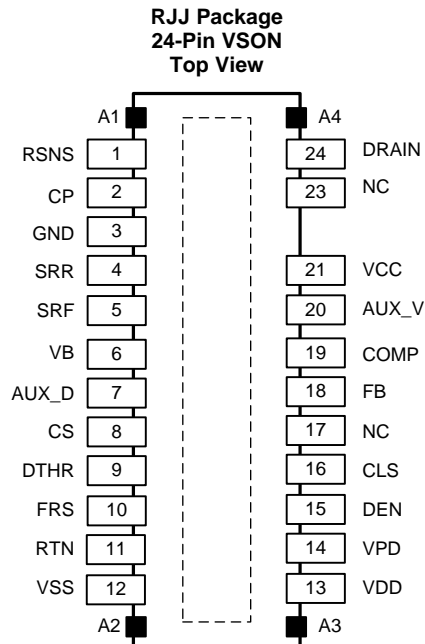 RJJ Package
24-Pin VSON
Top View
A1 A4
RSNS 1 24 DRAIN
CP 2 23 NC
GND 3
SRR 4 21 VCC
SRF 5 20 AUX_V
VB 6 19 COMP
AUX_D 7 18 FB
CS 8 17 NC
DTHR 9 16 CLS
FRS 10 15 DEN
RTN 11 14 VPD
VSS 12 13 VDD
A2 A3